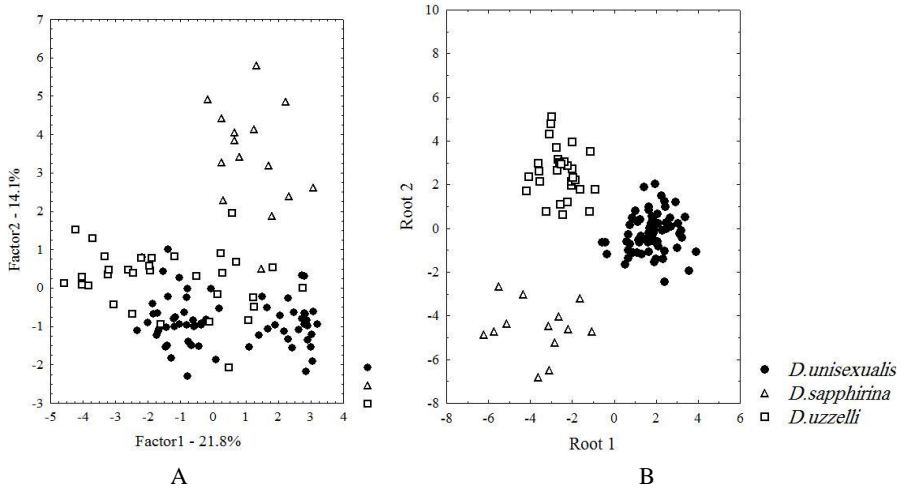 7
6
5
4
3
2
1
0
-1
-2
-3
Factor2 - 14.1%
-5 -4 -3 -2 -1 0 1 2 3 4
Factor1 - 21.8%
A
10
8
6
4
2
0
-2
-4
-6
-8
Root 2
-8 -6 -4 -2 0 2 4 6
Root 1
B
D.unisexualis
D.sapphirina
D.uzzelli